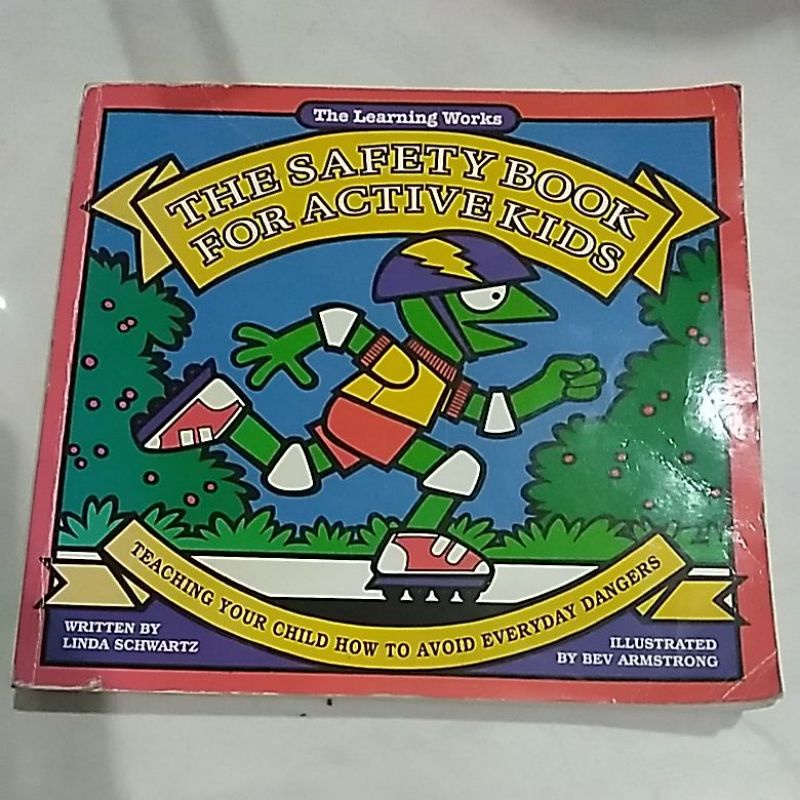 The Learning Works
THE SAFETY BOOK
FOR ACTIVE KIDS
TEACHING YOUR CHILD HOW TO AVOID EVERYDAY DANGERS
WRITTEN BY
LINDA SCHWARTZ
ILLUSTRATED
BY BEV ARMSTRONG